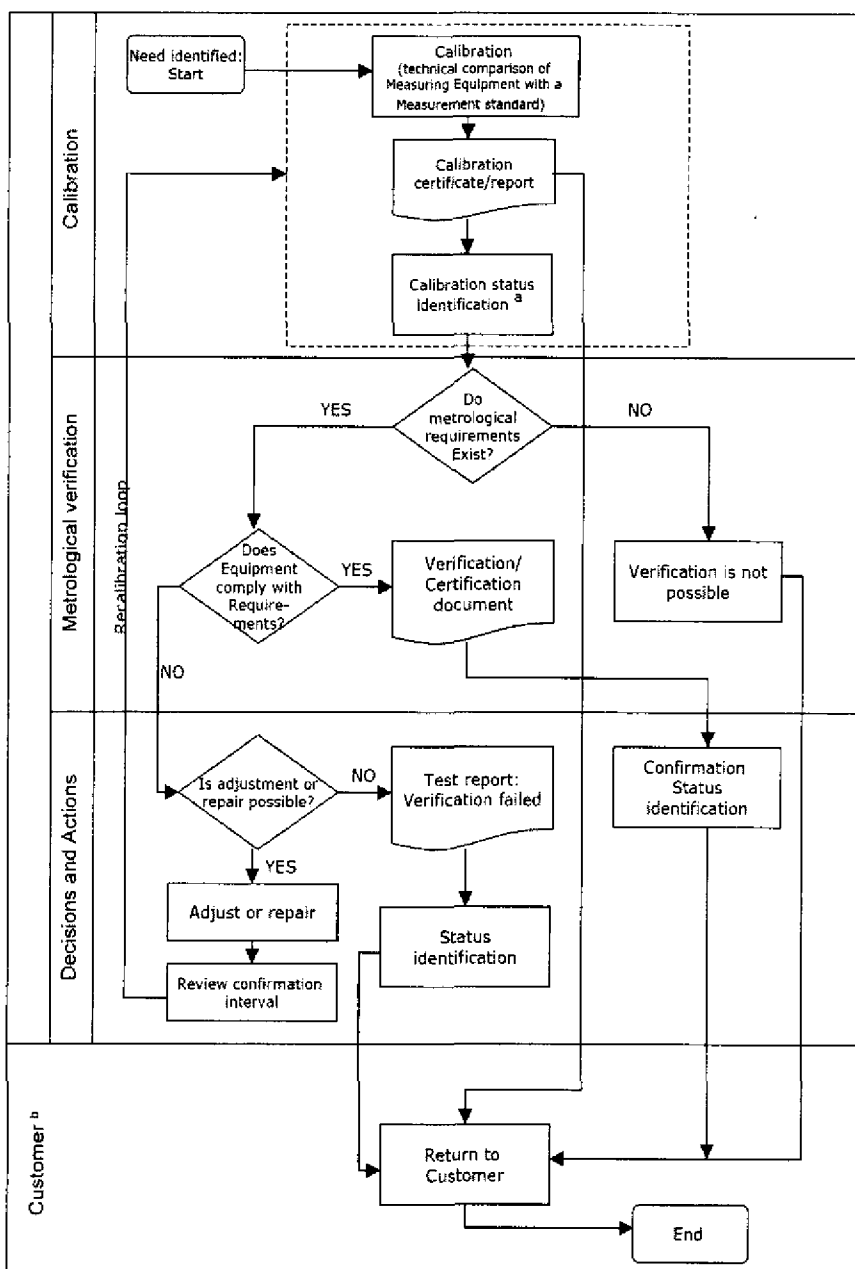 Need identified:
Start
Calibration
(technical comparison of
Measuring Equipment with a
Measurement standard)
Calibration
certificate/report
Calibration status
identification a
Calibration
Do
metrological
requirements
Exist?
YES
NO
Does
Equipment
comply with
Require-
ments?
YES
NO
Verification/
Certification
document
Verification is not
possible
Metrological verification
Recalibration loop
Is adjustment or
repair possible?
NO
YES
Test report:
Verification failed
Confirmation
Status
identification
Adjust or repair
Status
identification
Review confirmation
interval
Decisions and Actions
Return to
Customer
End
Customer b